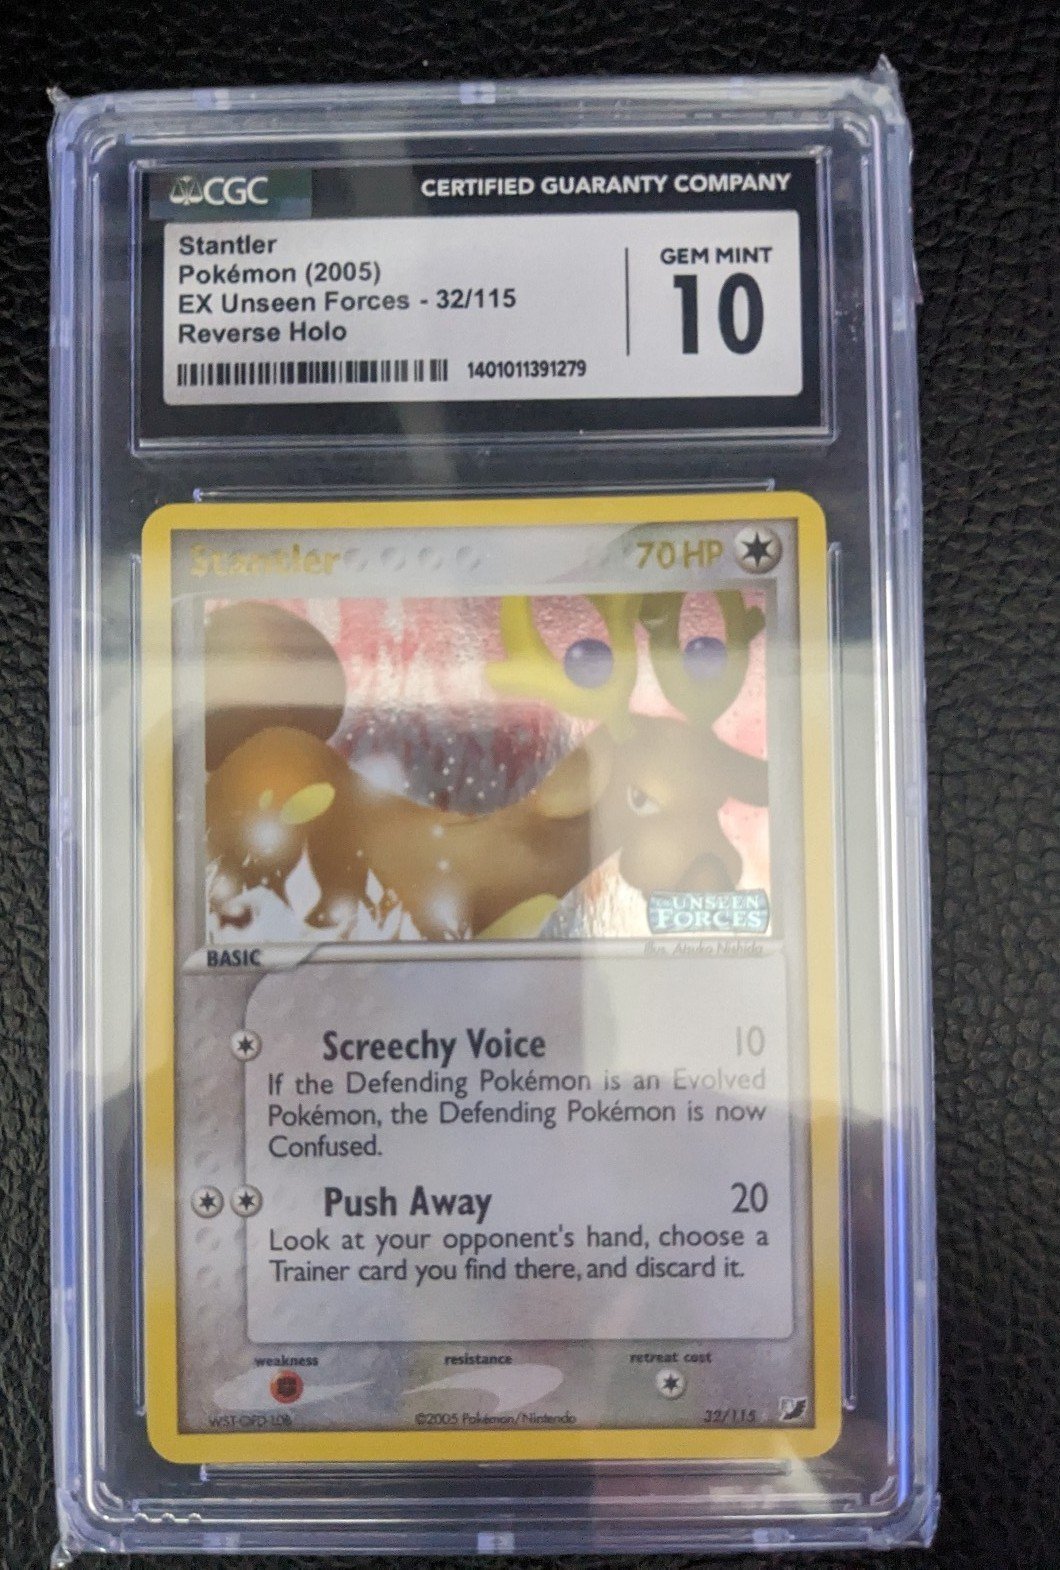 CGC CERTIFIED GUARANTY COMPANY
Stantler
Pokémon (2005)
EX Unseen Forces - 32/115
Reverse Holo
1401011391279
GEM MINT
10
Stantler 70 HP
UNSEEN
FORCES
Illus. Atsuko Nishida
BASIC
Screechy Voice 10
If the Defending Pokémon is an Evolved
Pokémon, the Defending Pokémon is now
Confused.
Push Away 20
Look at your opponent's hand, choose a
Trainer card you find there, and discard it.
weakness resistance retreat cost
©2005 Pokémon/Nintendo 32/115